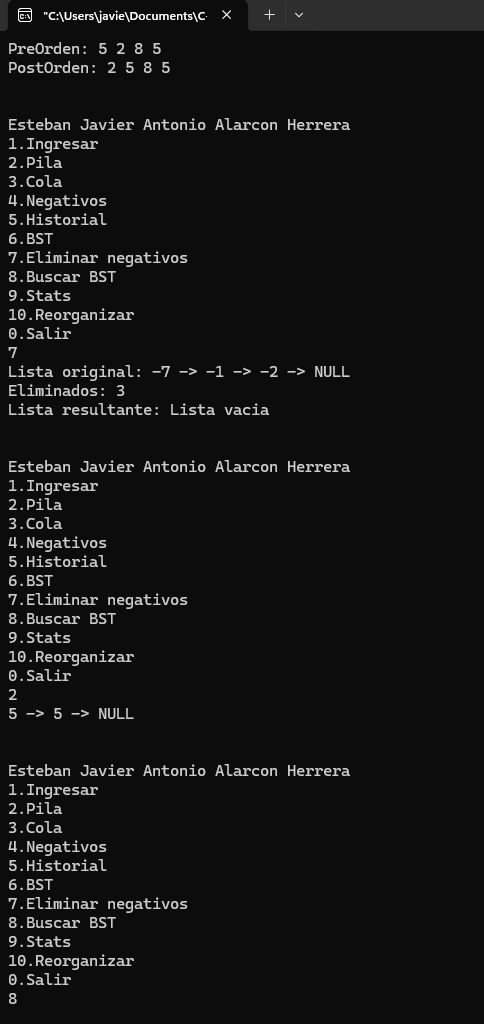 "C:\Users\javie\Documents\C
PreOrden: 5 2 8 5
PostOrden: 2 5 8 5
Esteban Javier Antonio Alarcon Herrera
1.Ingresar
2.Pila
3.Cola
4.Negativos
5.Historial
6.BST
7.Eliminar negativos
8.Buscar BST
9.Stats
10.Reorganizar
0.Salir
7
Lista original: -7 -> -1 -> -2 -> NULL
Eliminados: 3
Lista resultante: Lista vacia
Esteban Javier Antonio Alarcon Herrera
1.Ingresar
2.Pila
3.Cola
4.Negativos
5.Historial
6.BST
7.Eliminar negativos
8.Buscar BST
9.Stats
10.Reorganizar
0.Salir
2
5 -> 5 -> NULL
Esteban Javier Antonio Alarcon Herrera
1.Ingresar
2.Pila
3.Cola
4.Negativos
5.Historial
6.BST
7.Eliminar negativos
8.Buscar BST
9.Stats
10.Reorganizar
0.Salir
8